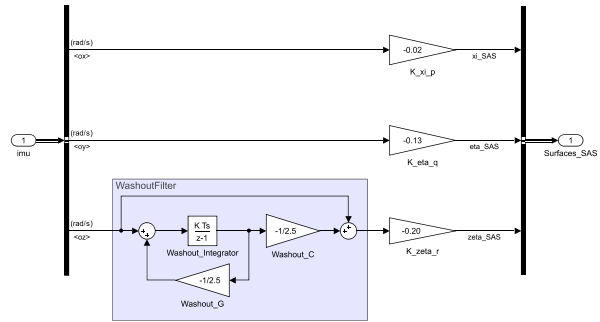 (rad/s)
<ox>
-0.02
xi_SAS
K_xi_p
1
imu
(rad/s)
<oy>
-0.13
eta_SAS
K_eta_q
1
Surfaces_SAS
WashoutFilter
(rad/s)
<oz>
K Ts
z-1
Washout_Integrator
-1/2.5
Washout_C
-0.20
zeta_SAS
K_zeta_r
-1/2.5
Washout_G